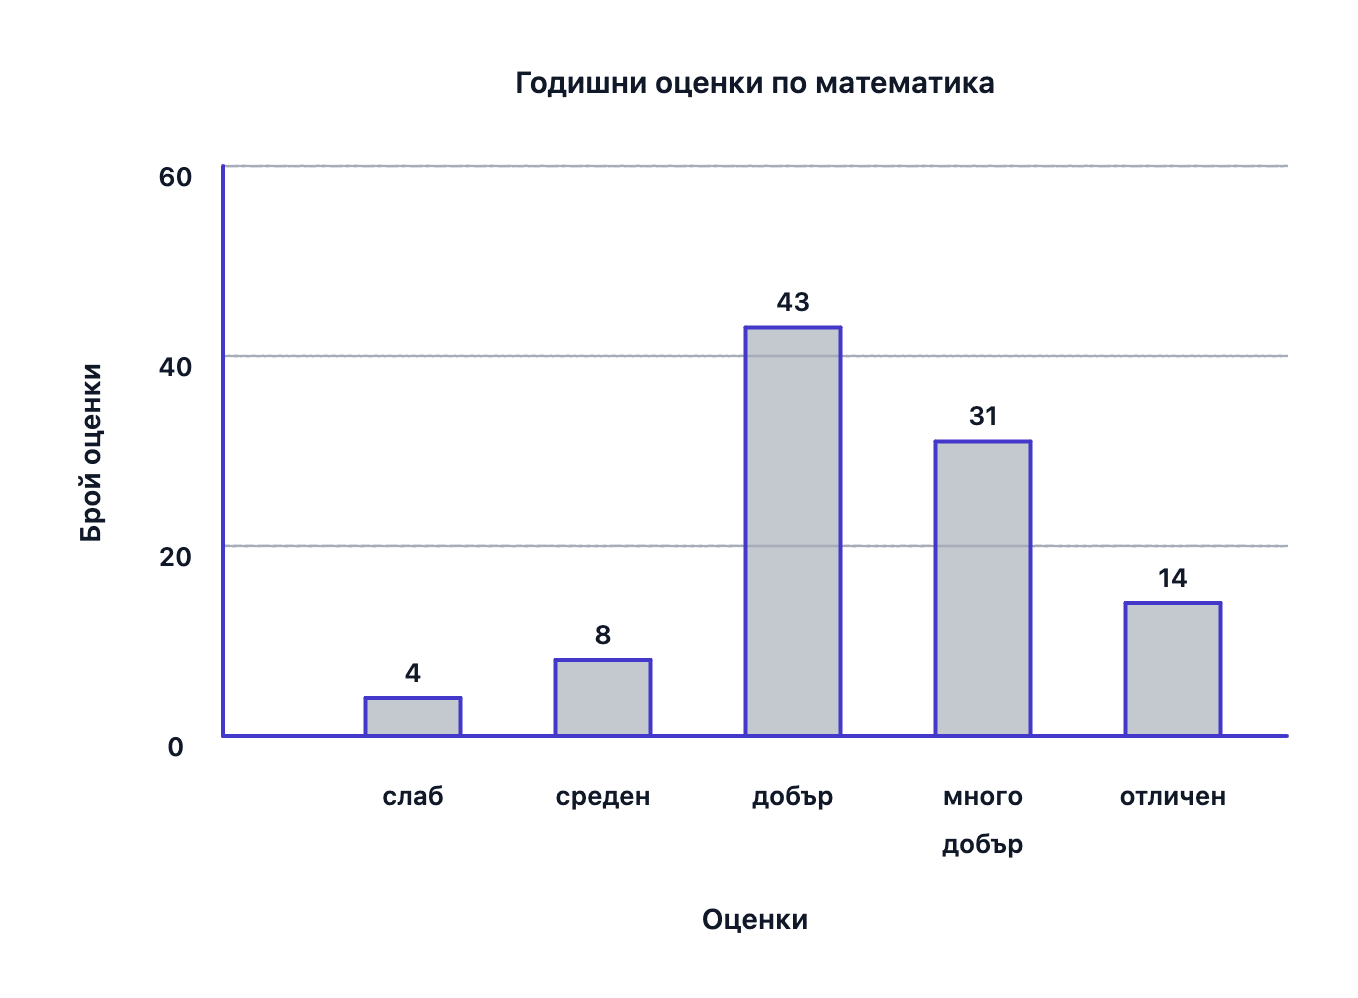 Годишни оценки по математика
60
40
20
0
Брой оценки
4
8
43
31
14
слаб
среден
добър
много
добър
отличен
Оценки